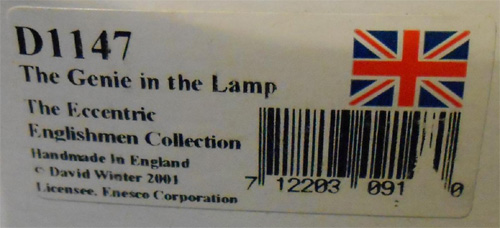 D1147
The Genie in the Lamp
The Eccentric
Englishmen Collection
Handmade in England
© David Winter 2001
Licensee, Enesco Corporation
7 12203 091 0